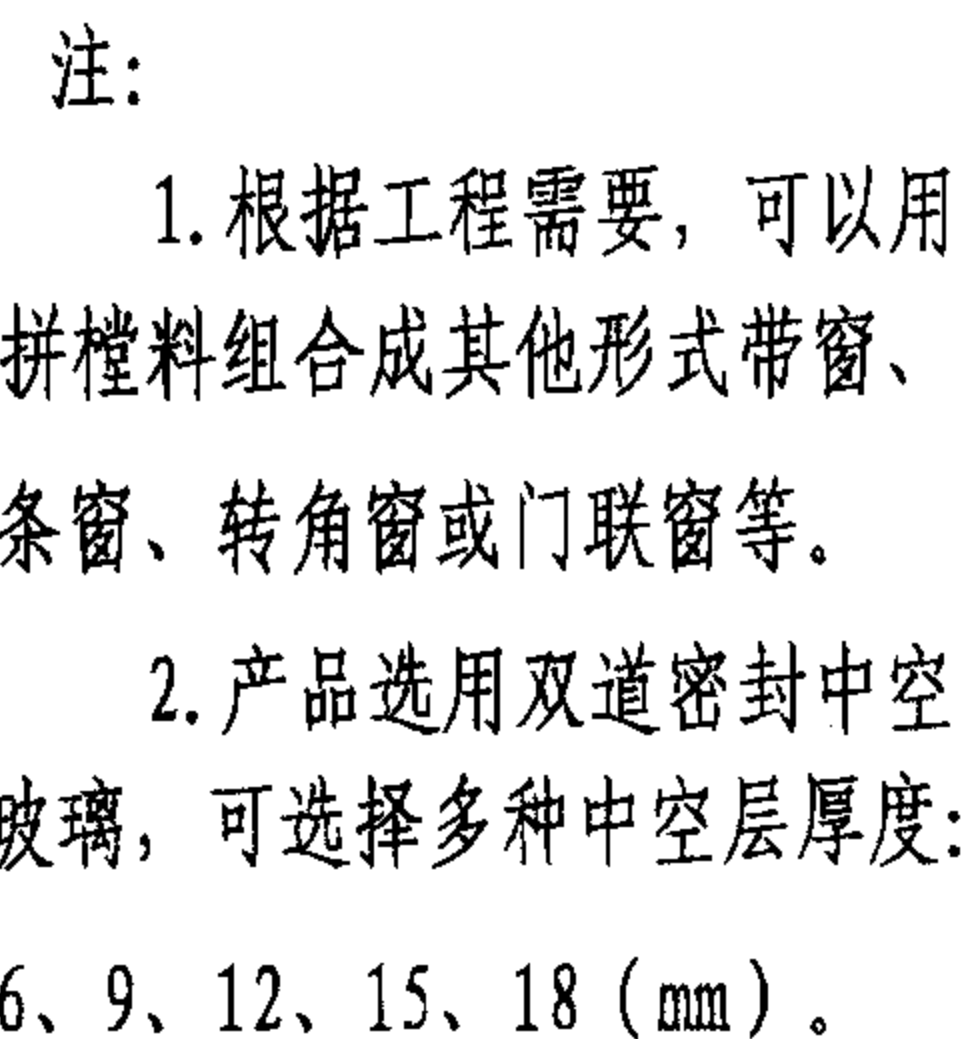 注:
1.根据工程需要，可以用
拼樘料组合成其他形式带窗、
条窗、转角窗或门联窗等。
2.产品选用双道密封中空
玻璃，可选择多种中空层厚度:
6、9、12、15、18（mm）。